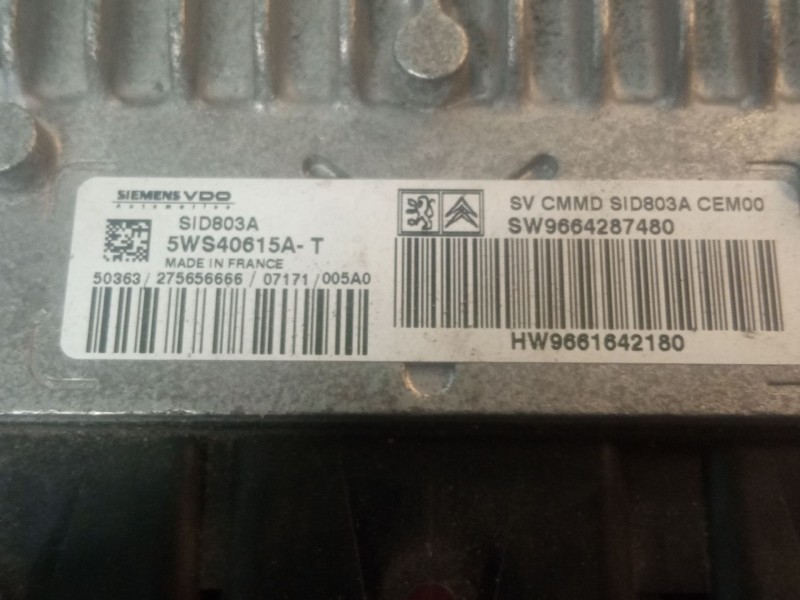 SIEMENS VDO
Automotive
SID803A
5WS40615A-T
MADE IN FRANCE
50363/275656666/07171/005A0
SV CMMD SID803A CEM00
SW9664287480
HW9661642180